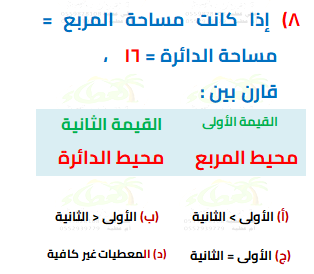 ٨) إذا كانت مساحة المربع =
مساحة الدائرة = ١٦ ،
قارن بين :
القيمة الأولى القيمة الثانية
محيط المربع محيط الدائرة
(أ) الأولى > الثانية (ب) الأولى < الثانية
(ج) الأولى = الثانية (د) المعطيات غير كافية